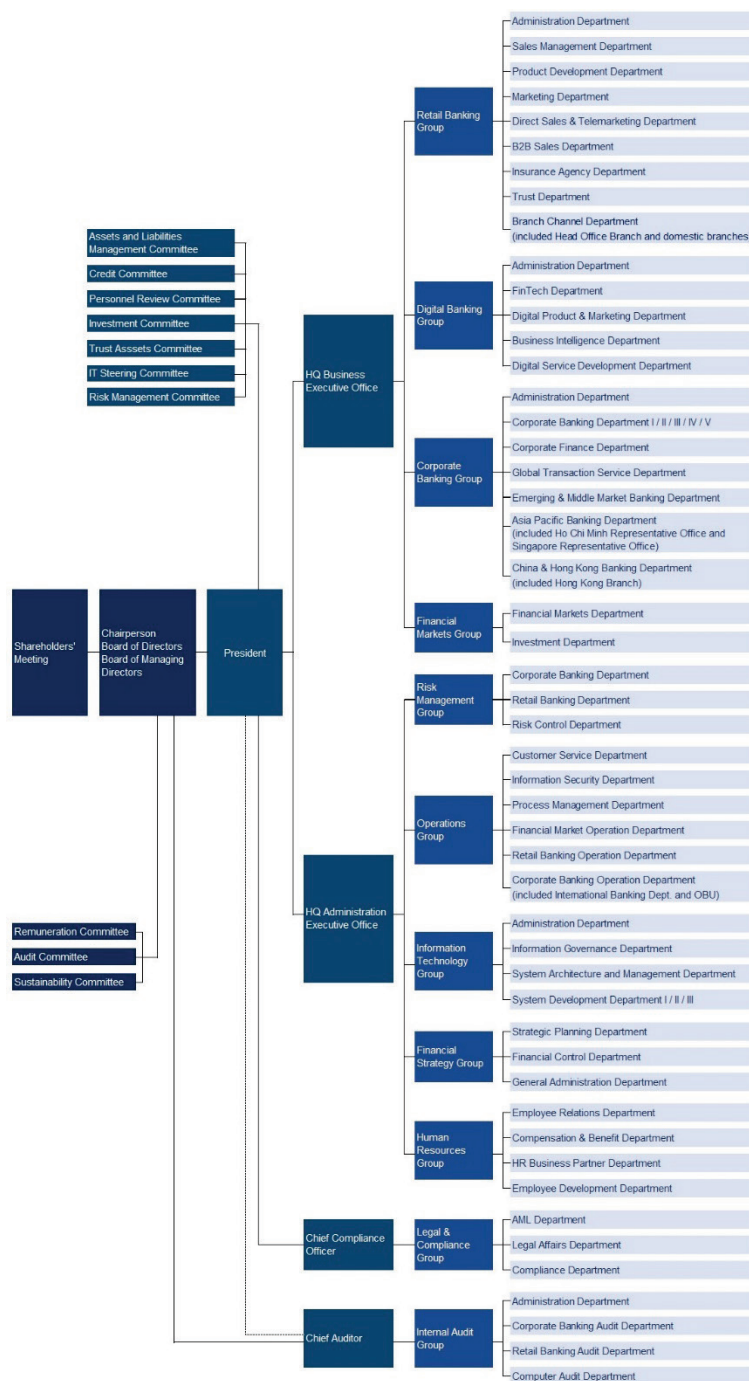 Shareholders'
Meeting
Chairperson
Board of Directors
Board of Managing
Directors
President
Assets and Liabilities
Management Committee
Credit Committee
Personnel Review Committee
Investment Committee
Trust Asssets Committee
IT Steering Committee
Risk Management Committee
Remuneration Committee
Audit Committee
Sustainability Committee
HQ Business
Executive Office
Retail Banking
Group
Administration Department
Sales Management Department
Product Development Department
Marketing Department
Direct Sales & Telemarketing Department
B2B Sales Department
Insurance Agency Department
Trust Department
Branch Channel Department
(included Head Office Branch and domestic branches
Digital Banking
Group
Administration Department
FinTech Department
Digital Product & Marketing Department
Business Intelligence Department
Digital Service Development Department
Corporate
Banking Group
Administration Department
Corporate Banking Department I / II / III / IV / V
Corporate Finance Department
Global Transaction Service Department
Emerging & Middle Market Banking Department
Asia Pacific Banking Department
(included Ho Chi Minh Representative Office and
Singapore Representative Office)
China & Hong Kong Banking Department
(included Hong Kong Branch)
Financial
Markets Group
Financial Markets Department
Investment Department
HQ Administration
Executive Office
Risk
Management
Group
Corporate Banking Department
Retail Banking Department
Risk Control Department
Operations
Group
Customer Service Department
Information Security Department
Process Management Department
Financial Market Operation Department
Retail Banking Operation Department
Corporate Banking Operation Department
(included International Banking Dept. and OBU)
Information
Technology
Group
Administration Department
Information Governance Department
System Architecture and Management Department
System Development Department I / II / III
Financial
Strategy Group
Strategic Planning Department
Financial Control Department
General Administration Department
Human
Resources
Group
Employee Relations Department
Compensation & Benefit Department
HR Business Partner Department
Employee Development Department
Chief Compliance
Officer
Legal &
Compliance
Group
AML Department
Legal Affairs Department
Compliance Department
Chief Auditor
Internal Audit
Group
Administration Department
Corporate Banking Audit Department
Retail Banking Audit Department
Computer Audit Department